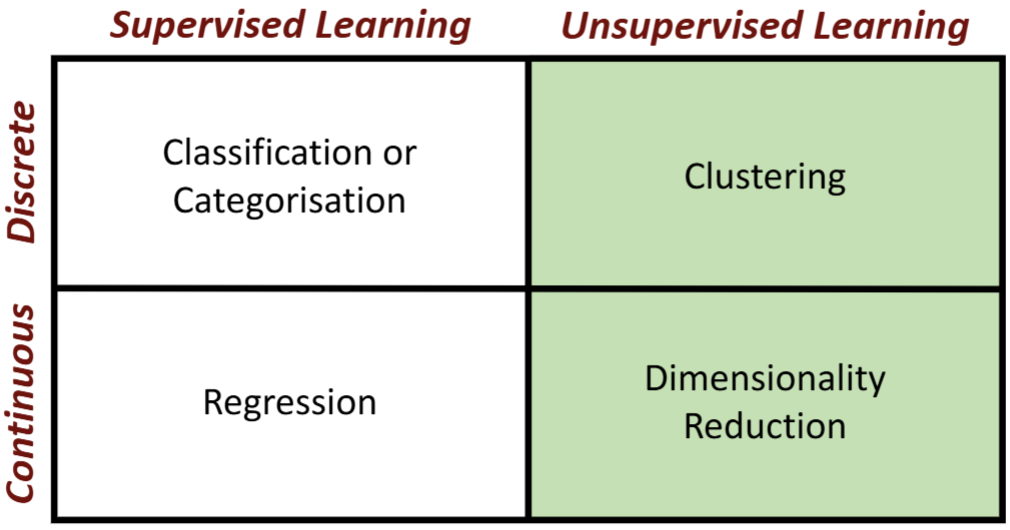 Supervised Learning
Unsupervised Learning
Discrete
Classification or
Categorisation
Clustering
Continuous
Regression
Dimensionality
Reduction